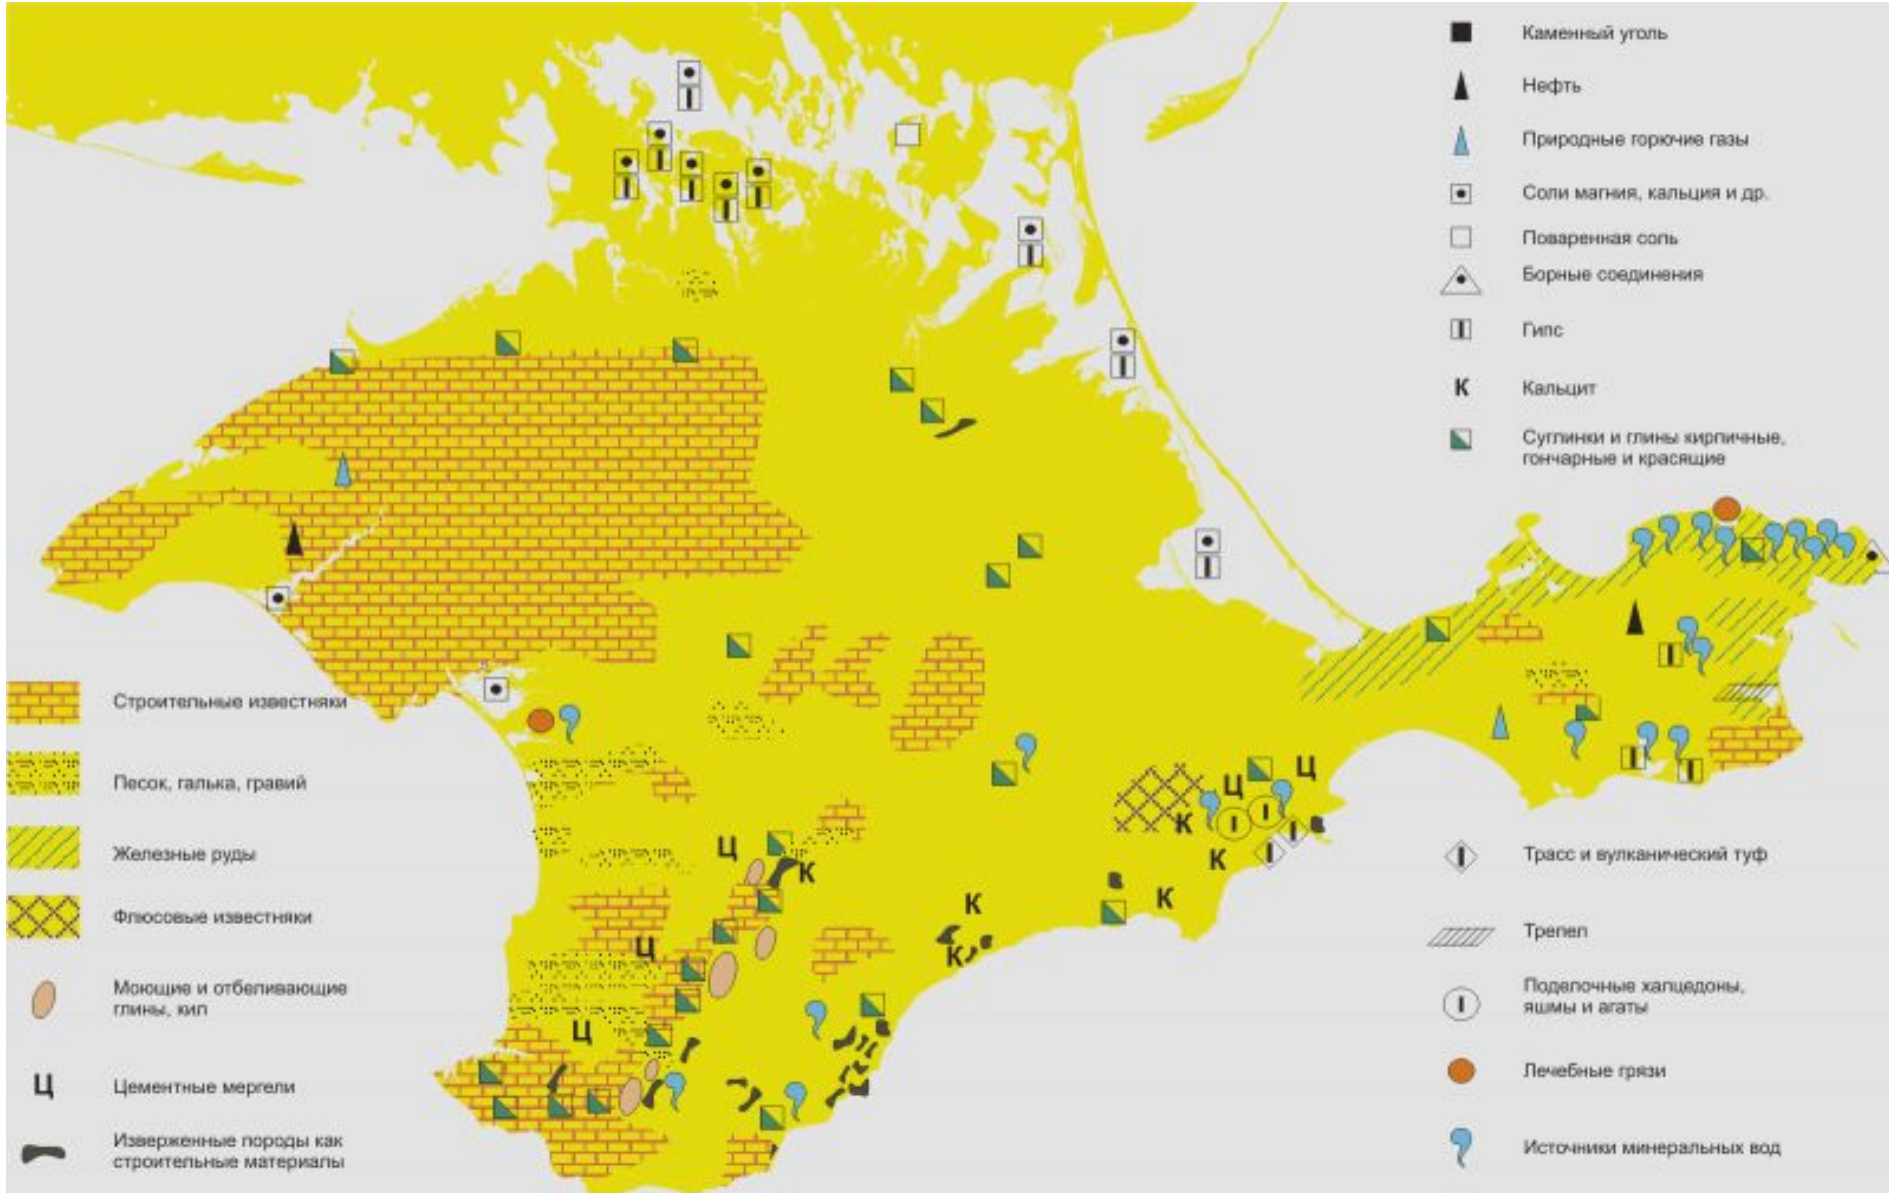 Каменный уголь
Нефть
Природные горючие газы
Соли магния, кальция и др.
Поваренная соль
Борные соединения
Гипс
К
Кальцит
Суглинки и глины кирпичные,
гончарные и красящие
Строительные известняки
Песок, галька, гравий
Железные руды
Флюсовые известняки
Моющие и отбеливающие
глины, кил
Ц
Цементные мергели
Изверженные породы как
строительные материалы
Ц
Ц
К
К
К
К
К
Ц
К
Ц
Ц
Трасс и вулканический туф
Трепел
Поделочные халцедоны,
яшмы и агаты
Лечебные грязи
Источники минеральных вод